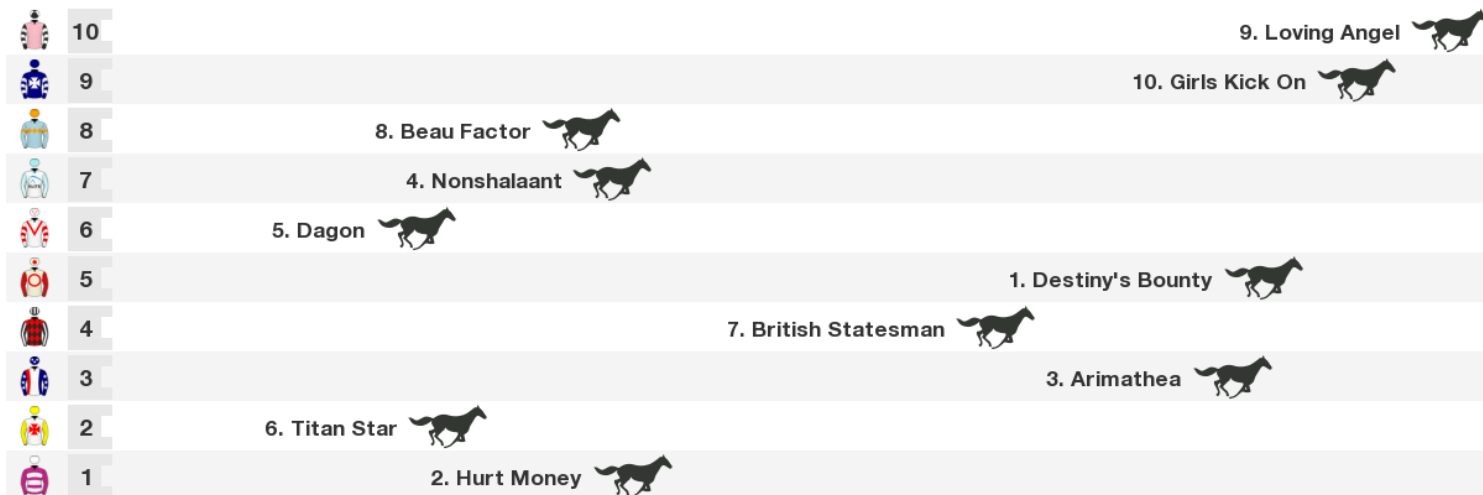 10 9. Loving Angel
9 10. Girls Kick On
8 8. Beau Factor
7 4. Nonshalaant
6 5. Dagon
5 1. Destiny's Bounty
4 7. British Statesman
3 3. Arimathea
2 6. Titan Star
1 2. Hurt Money